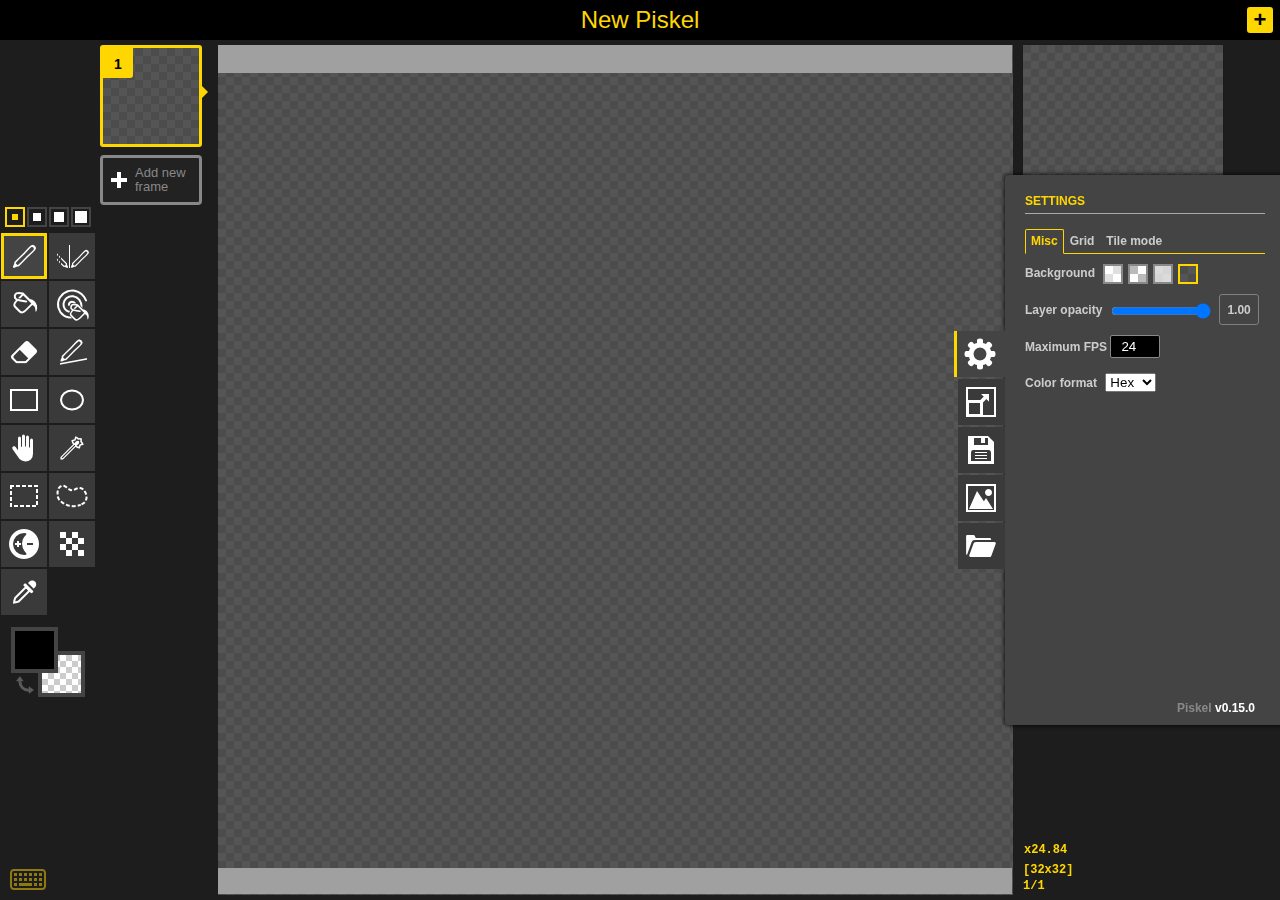 New Piskel
+
1
Add new
frame
SETTINGS
Misc Grid Tile mode
Background
Layer opacity 1.00
Maximum FPS 24
Color format Hex
Piskel v0.15.0
x24.84
[32x32]
1/1